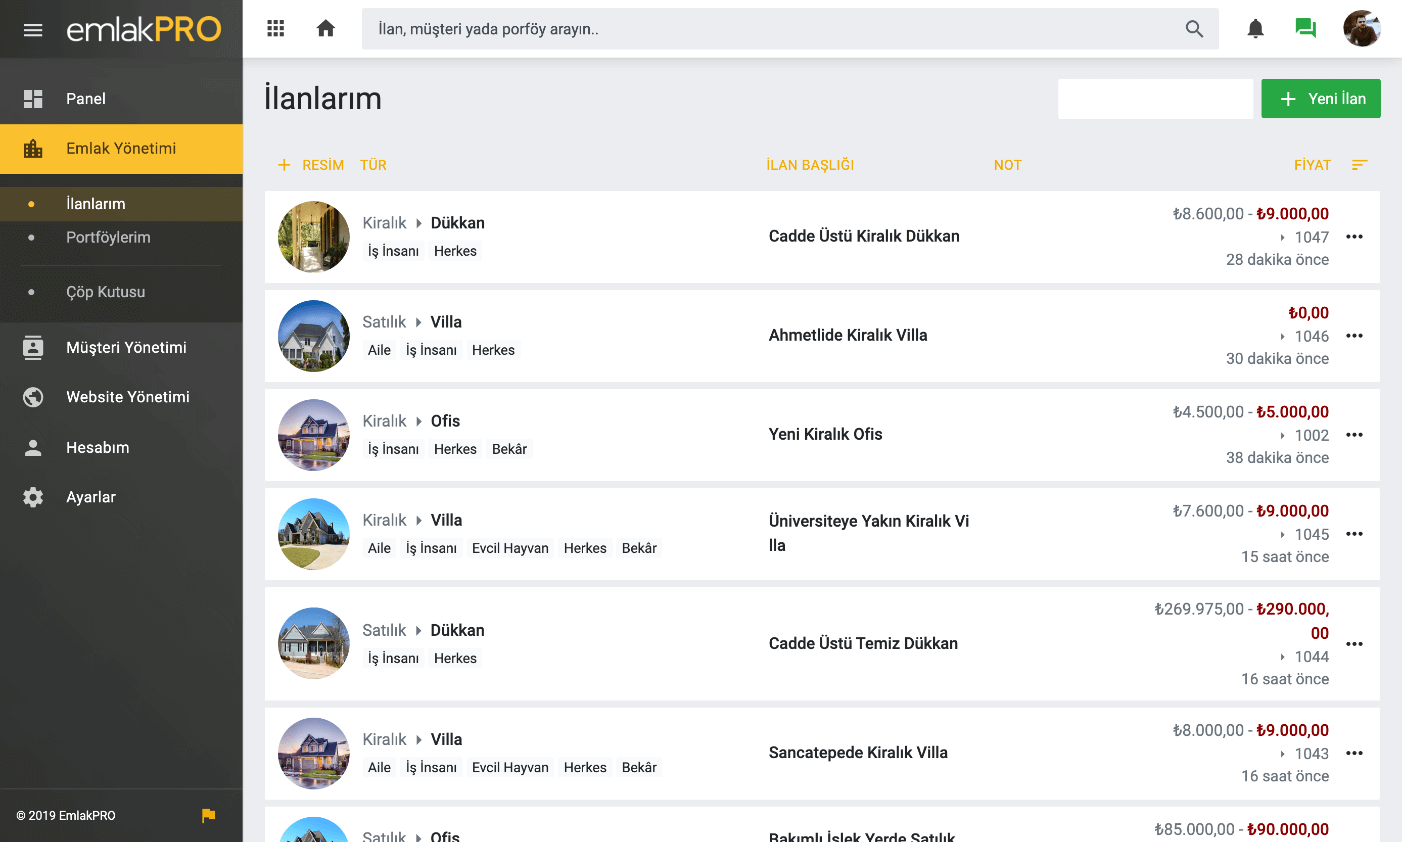 emlakPRO
İlan, müşteri yada porföy arayın..
Panel
Emlak Yönetimi
İlanlarım
Portföylerim
Çöp Kutusu
Müşteri Yönetimi
Website Yönetimi
Hesabım
Ayarlar
© 2019 EmlakPRO
İlanlarım
Yeni İlan
RESİM TÜR İLAN BAŞLIĞI NOT FİYAT
Kiralık Dükkan
İş İnsanı Herkes
Cadde Üstü Kiralık Dükkan
₺8.600,00 - ₺9.000,00
1047
28 dakika önce
Satılık Villa
Aile İş İnsanı Herkes
Ahmetlide Kiralık Villa
₺0,00
1046
30 dakika önce
Kiralık Ofis
İş İnsanı Herkes Bekâr
Yeni Kiralık Ofis
₺4.500,00 - ₺5.000,00
1002
38 dakika önce
Kiralık Villa
Aile İş İnsanı Evcil Hayvan Herkes Bekâr
Üniversiteye Yakın Kiralık Vi
lla
₺7.600,00 - ₺9.000,00
1045
15 saat önce
Satılık Dükkan
İş İnsanı Herkes
Cadde Üstü Temiz Dükkan
₺269.975,00 - ₺290.000,
00
1044
16 saat önce
Kiralık Villa
Aile İş İnsanı Evcil Hayvan Herkes Bekâr
Sancatepede Kiralık Villa
₺8.000,00 - ₺9.000,00
1043
16 saat önce
Satılık Ofis
Bakımlı İşlek Yerde Satılık
₺85.000,00 - ₺90.000,00